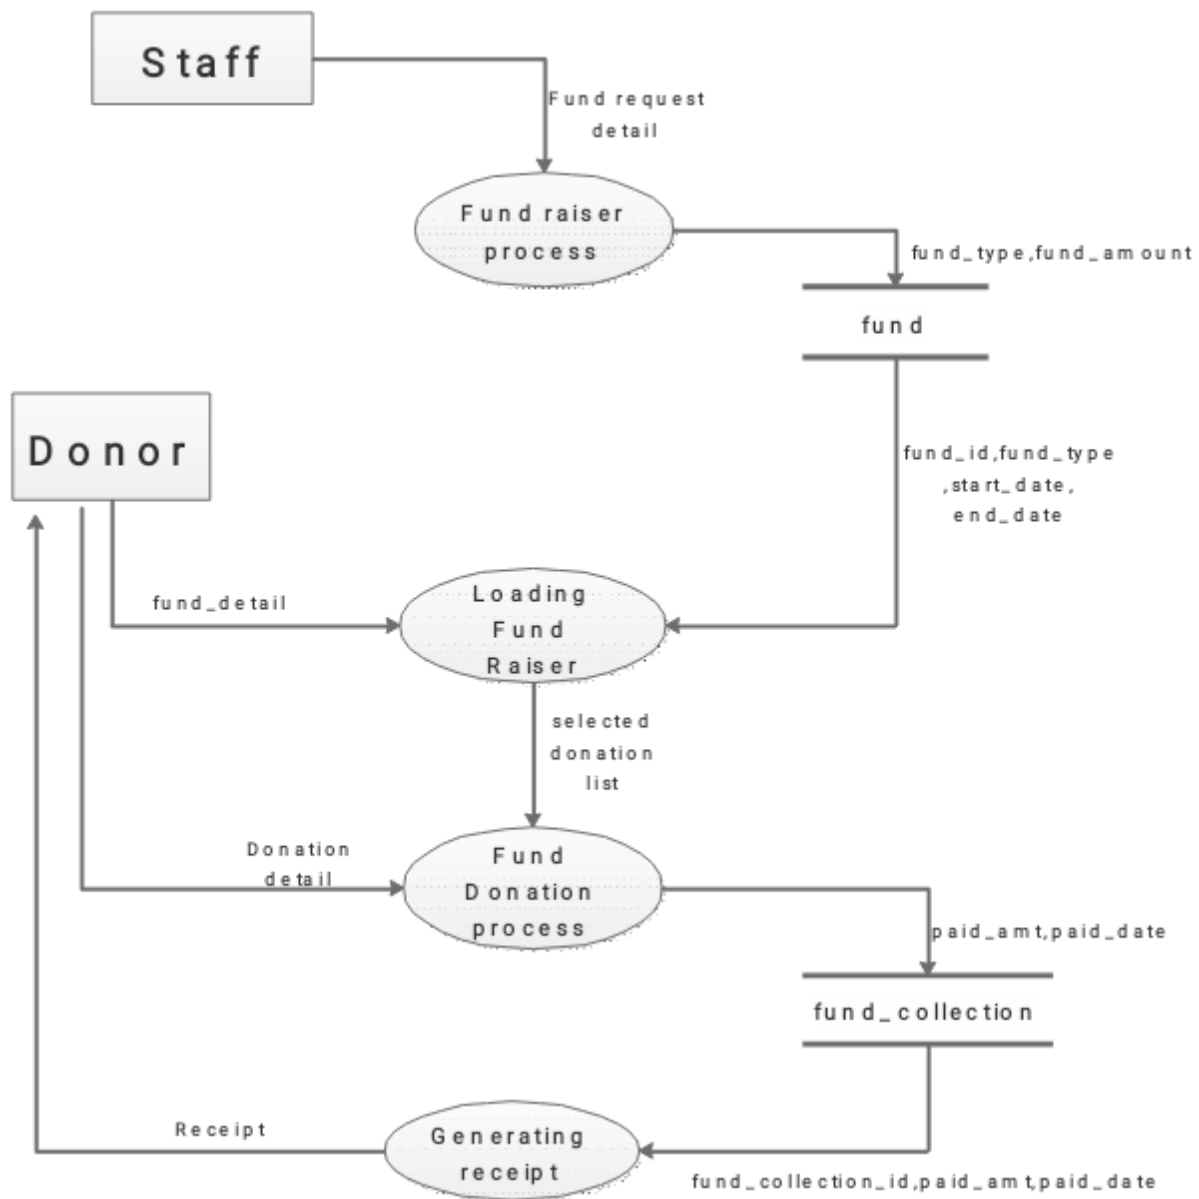 Staff
Fund request
detail
Fund raiser
process
fund_type,fund_amount
fund
Donor
fund_id,fund_type
,start_date,
end_date
fund_detail
Loading
Fund
Raiser
selected
donation
list
Donation
detail
Fund
Donation
process
paid_amt,paid_date
fund_collection
Receipt
Generating
receipt
fund_collection_id,paid_amt,paid_date